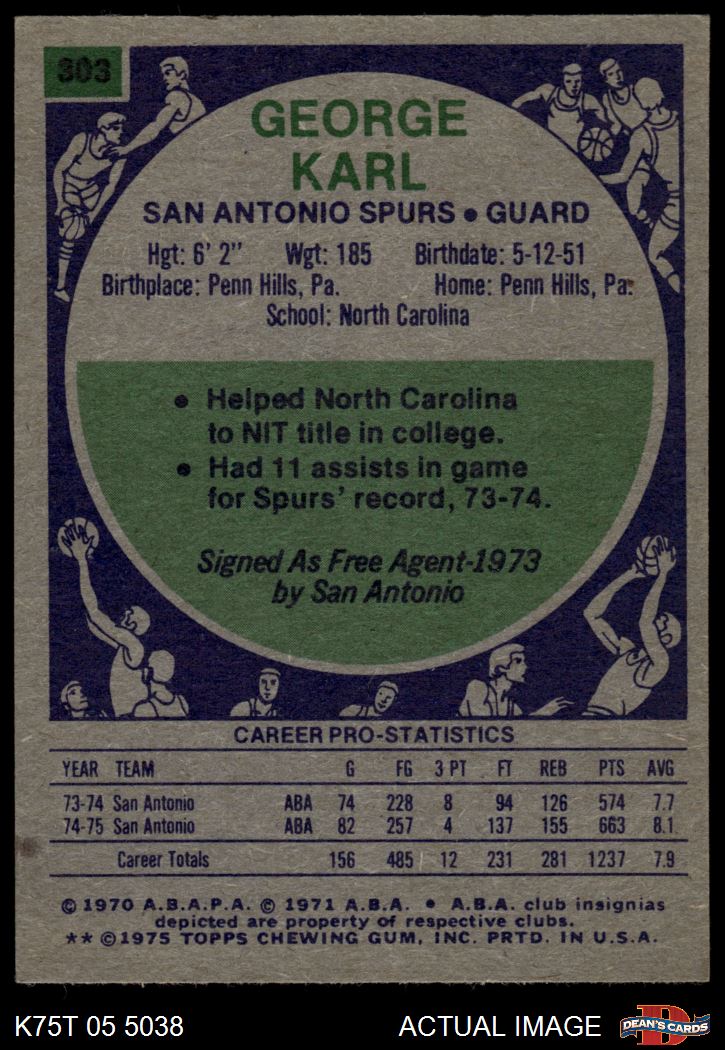 303
GEORGE
KARL
SAN ANTONIO SPURS • GUARD
Hgt: 6' 2" Wgt: 185 Birthdate: 5-12-51
Birthplace: Penn Hills, Pa. Home: Penn Hills, Pa.
School: North Carolina
• Helped North Carolina
to NIT title in college.
• Had 11 assists in game
for Spurs' record, 73-74.
Signed As Free Agent-1973
by San Antonio
CAREER PRO-STATISTICS
YEAR TEAM G FG 3 PT FT REB PTS AVG
73-74 San Antonio ABA 74 228 8 94 126 574 7.7
74-75 San Antonio ABA 82 257 4 137 155 663 8.1
Career Totals 156 485 12 231 281 1237 7.9
© 1970 A.B.A.P.A. © 1971 A.B.A. • A.B.A. club insignias
depicted are property of respective clubs.
** ©1975 TOPPS CHEWING GUM, INC. PRTD. IN U.S.A.
K75T 05 5038 ACTUAL IMAGE D DEAN'S CARDS